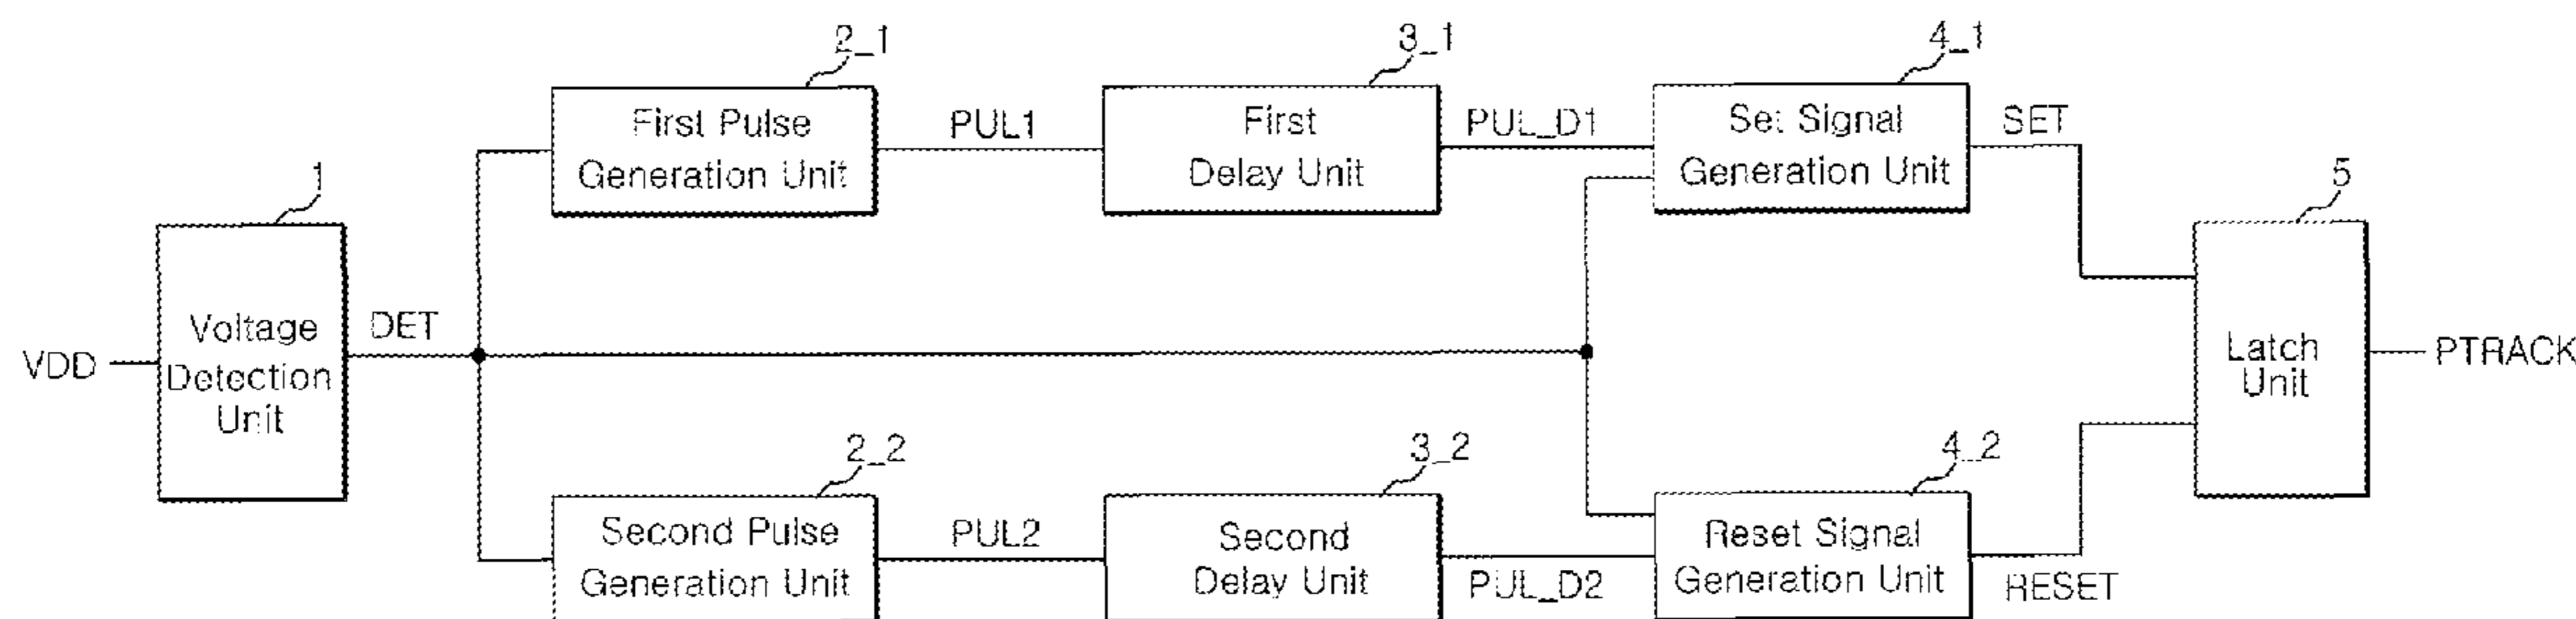 2_1
3_1
4_1
First Pulse
Generation Unit
PUL1
First
Delay Unit
PUL_D1
Set Signal
Generation Unit
SET
1
5
Voltage
Detection
Unit
VDD
DET
Latch
Unit
PTRACK
2_2
3_2
4_2
Second Pulse
Generation Unit
PUL2
Second
Delay Unit
PUL_D2
Reset Signal
Generation Unit
RESET